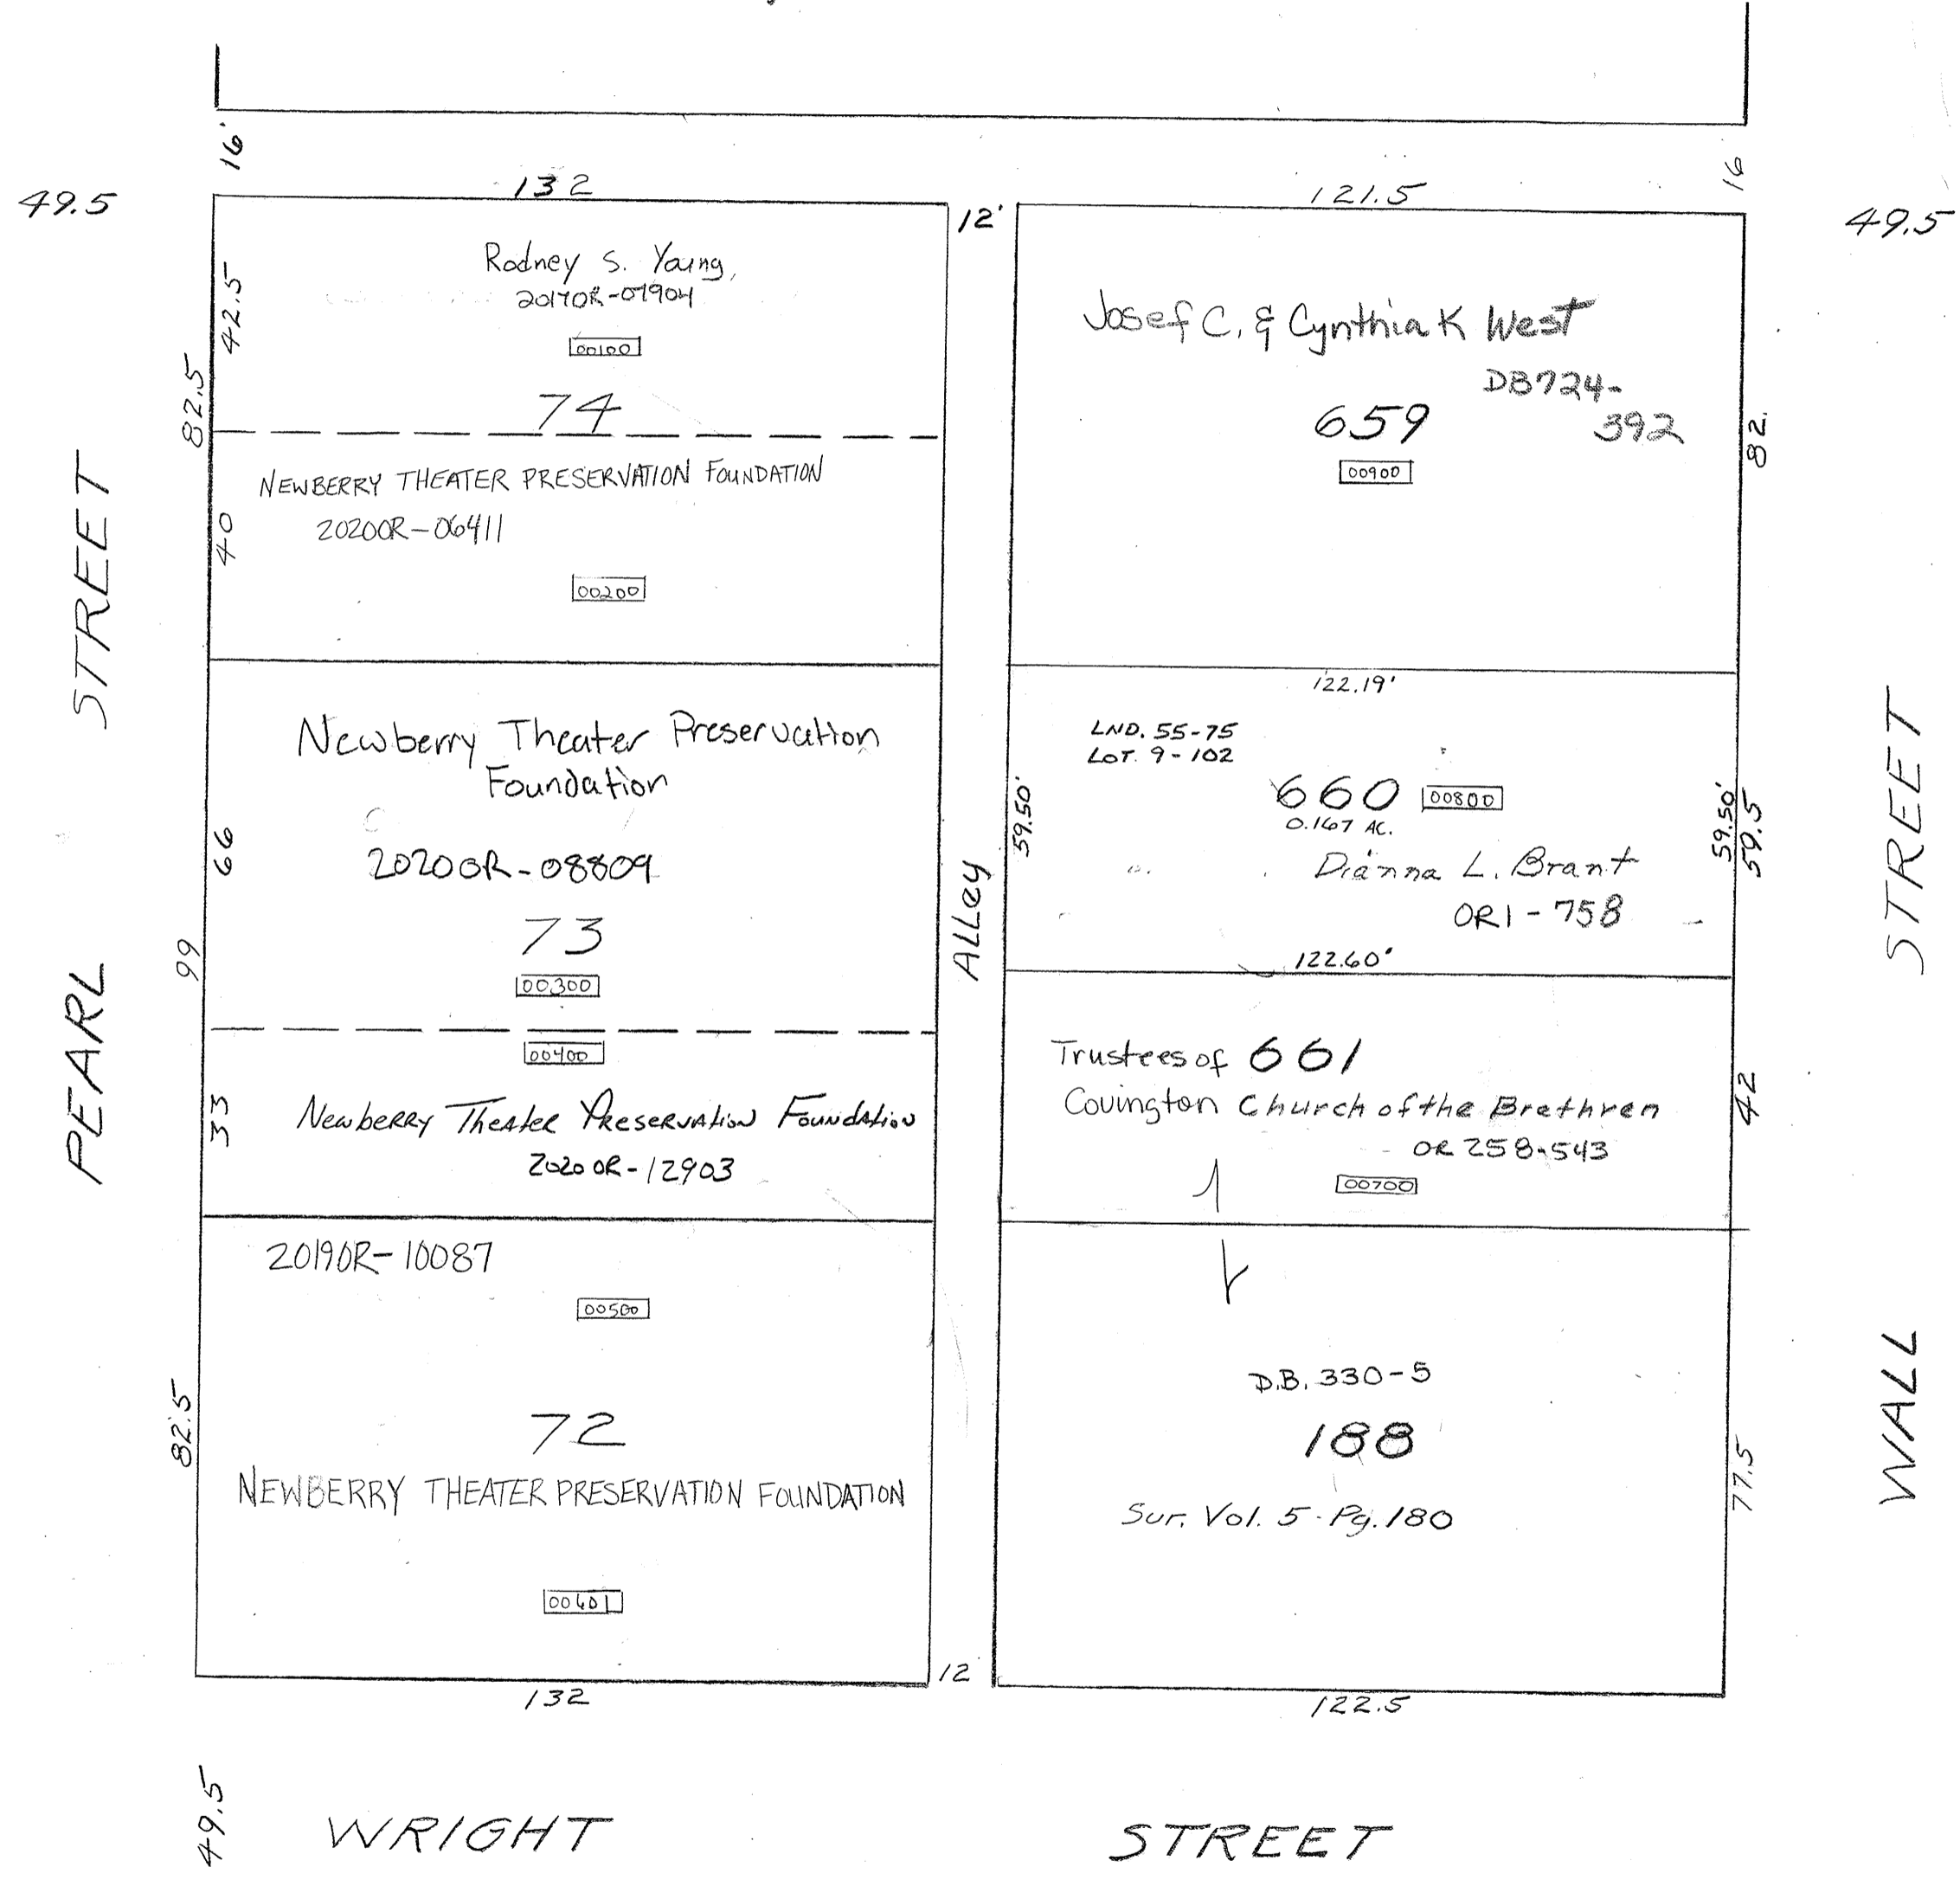 16'
16
49.5
132
12'
121.5
49.5
Rodney S. Young,
2017OR-07904
00100
42.5
82.5
74
NEWBERRY THEATER PRESERVATION FOUNDATION
2020OR-06411
40
00200
Josef C. & Cynthia K West
DB724-
392
659
00900
82.
STREET
PEARL
Newberry Theater Preservation
Foundation
2020OR-08809
66
99
73
00300
00400
33
Newberry Theater Preservation Foundation
2020 OR-12903
ALLEY
122.19'
LND. 55-75
LOT. 9-102
660
00800
0.167 AC.
59.50'
59.50'
59.5
Dianna L. Brant
OR1-758
122.60'
Trustees of 661
Covington Church of the Brethren
OR 258-543
00700
42
STREET
WALL
2019OR-10087
00500
82.5
72
NEWBERRY THEATER PRESERVATION FOUNDATION
D.B. 330-5
188
Sur. Vol. 5-Pg. 180
77.5
132
12
122.5
49.5
WRIGHT STREET